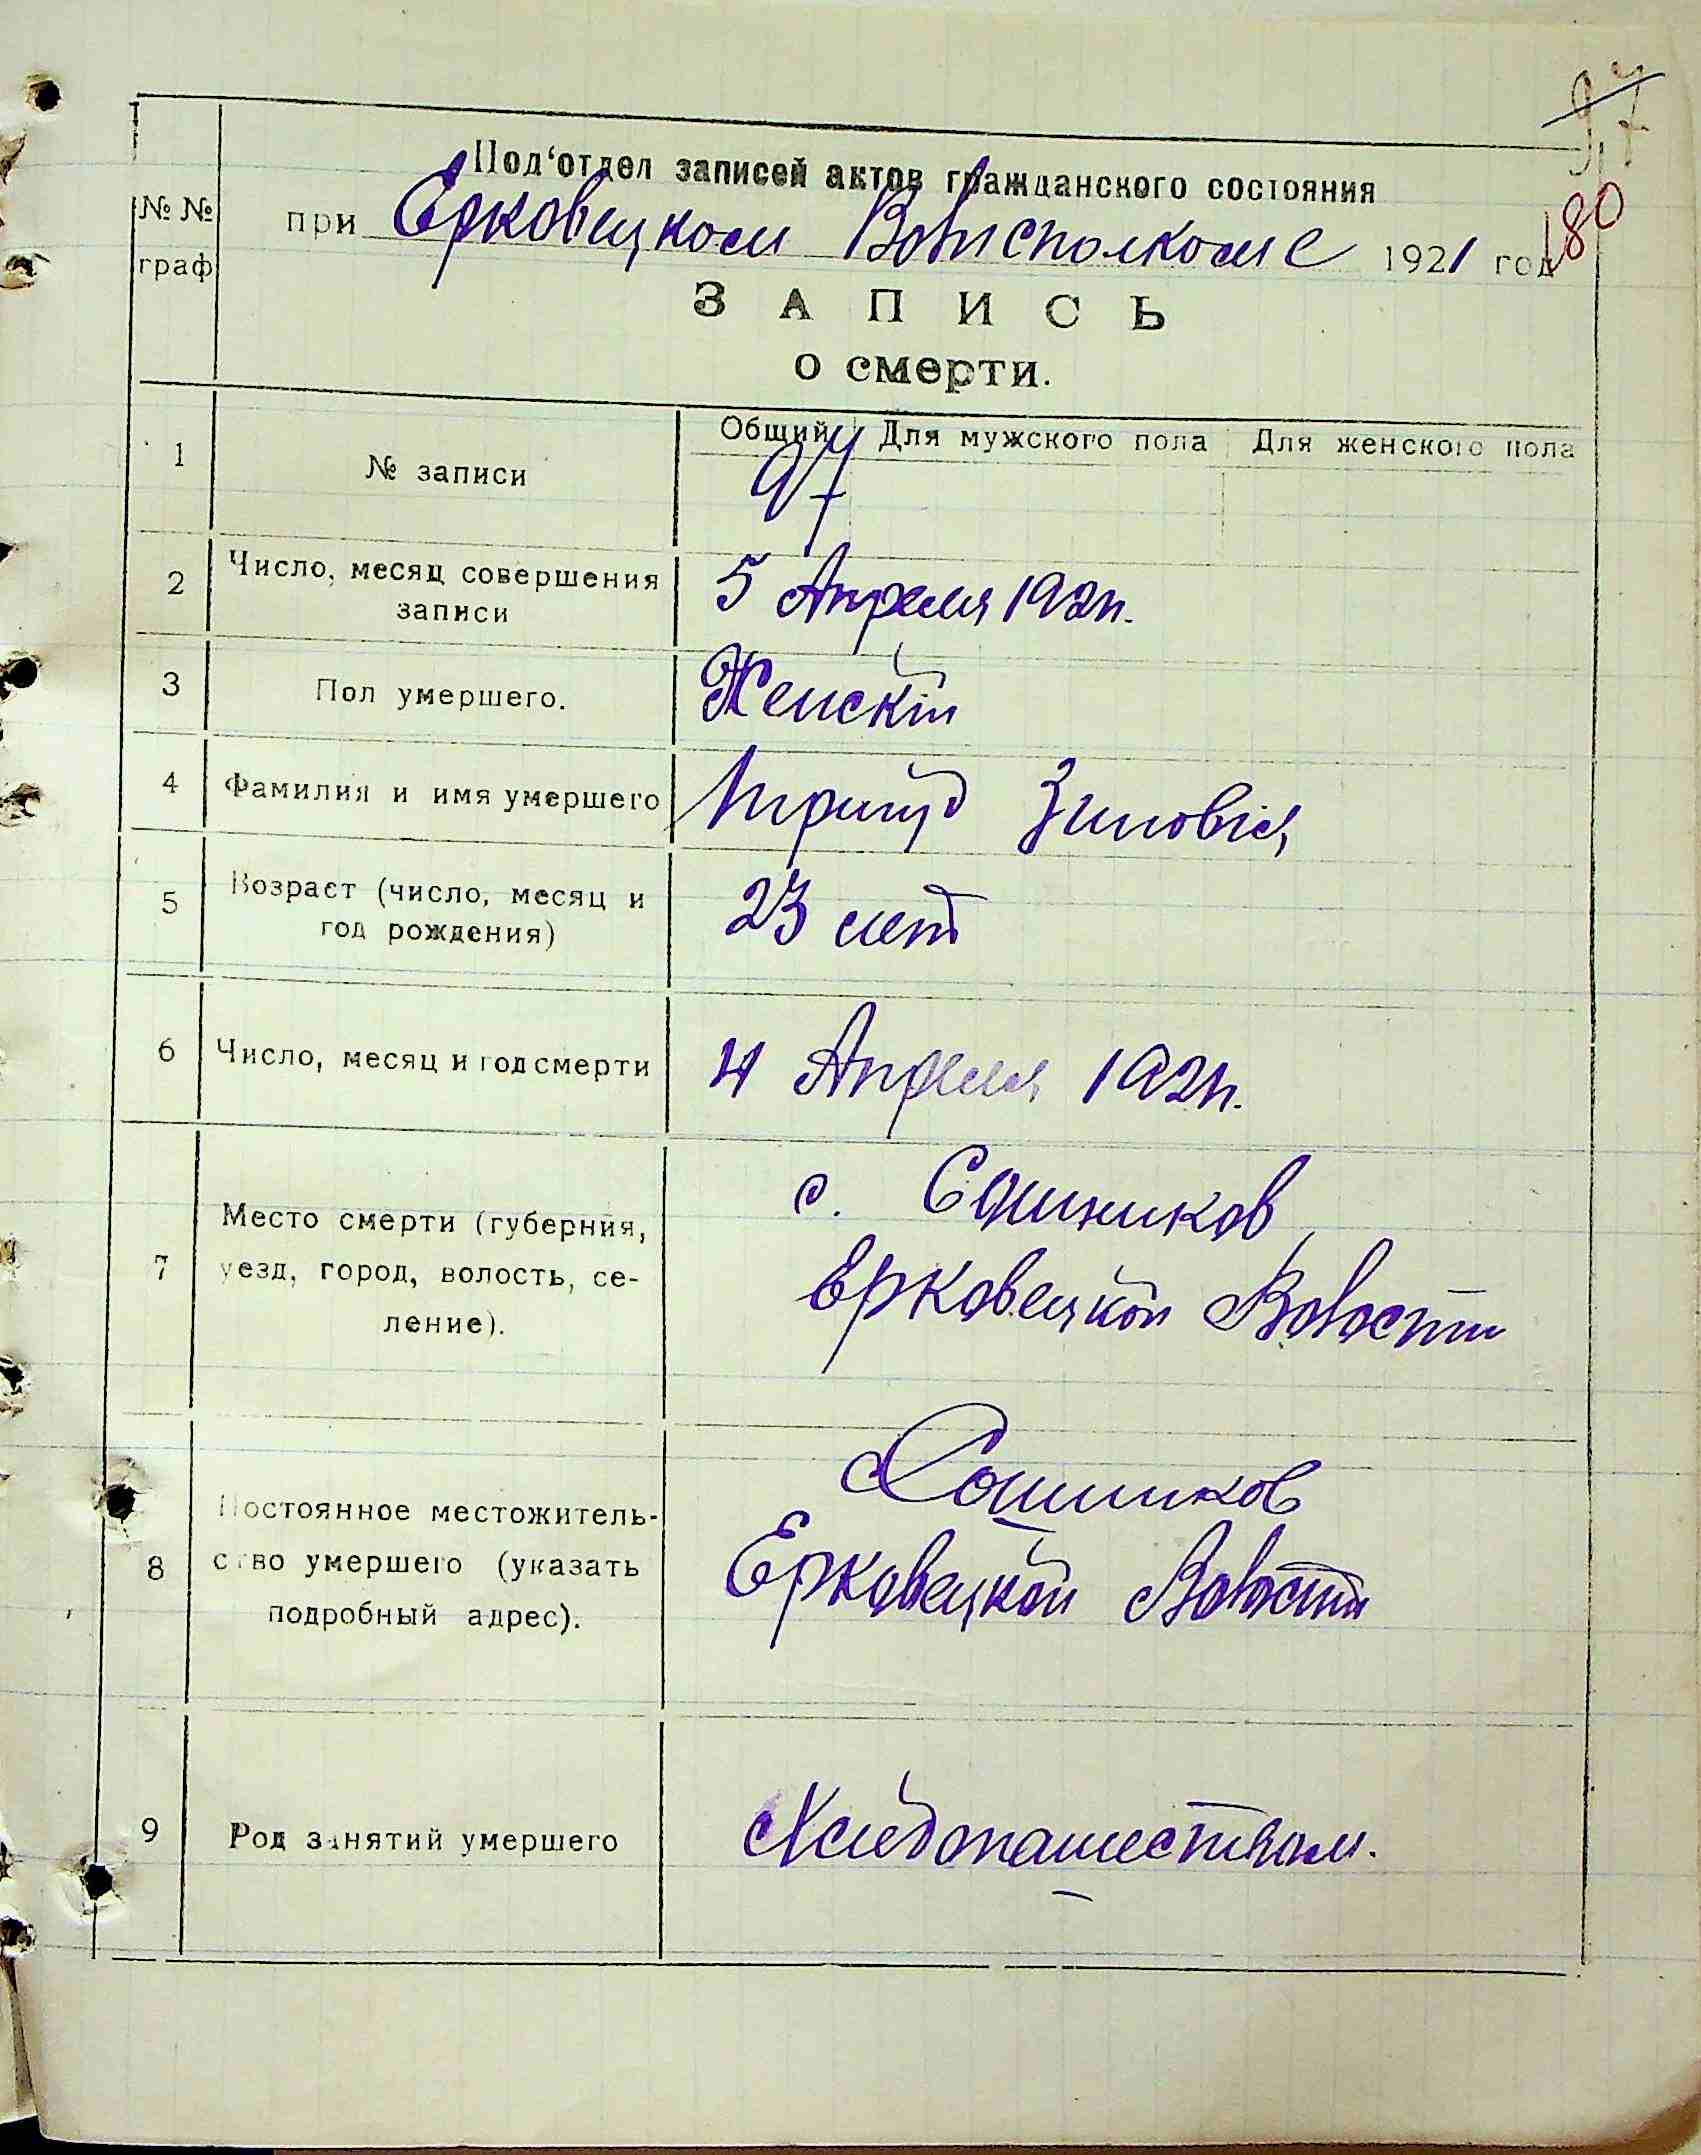 97
180
№ №
граф
Под‘отдел записей актов гражданского состояния
при Ерковецком Волисполкоме 1921 год
ЗАПИСЬ
о смерти.
1
№ записи
Общий Для мужского пола Для женского пола
97
2
Число, месяц совершения
записи
5 Апреля 1921г.
3
Пол умершего.
Женскій
4
Фамилия и имя умершего
Зиновія
5
Возраст (число, месяц и
год рождения)
23 лет
6
Число, месяц и год смерти
4 Апреля 1921г.
7
Место смерти (губерния,
уезд, город, волость, се-
ление).
с. Сошников
Ерковецкой Волости
8
Постоянное местожитель-
ство умершего (указать
подробный адрес).
Сошников
Ерковецкой Волости
9
Род занятий умершего
Хлебопашеством.